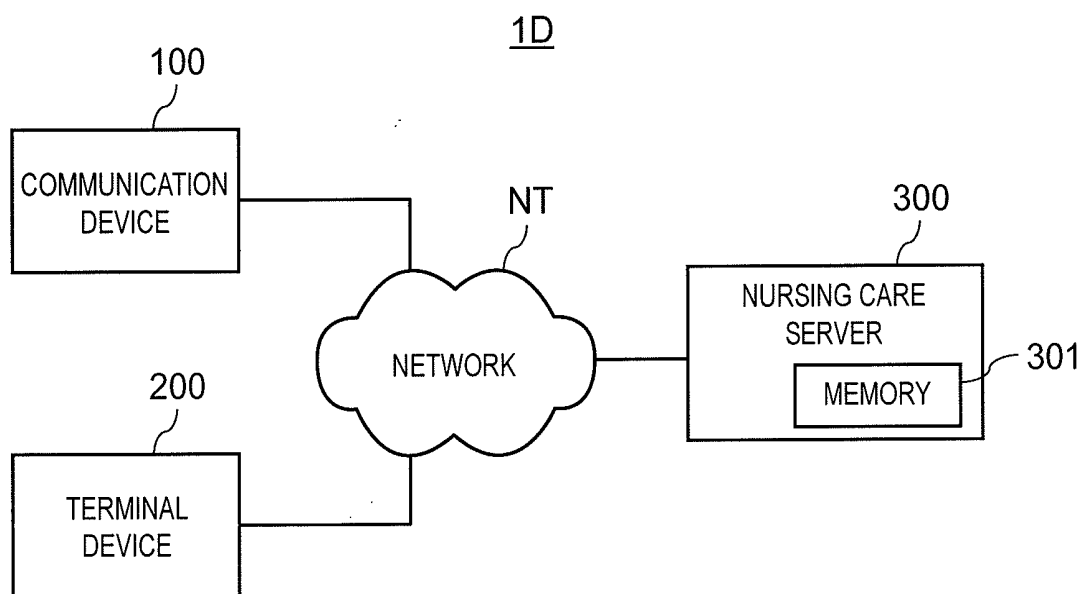 1D
100
COMMUNICATION
DEVICE
NT
300
NURSING CARE
SERVER
301
MEMORY
NETWORK
200
TERMINAL
DEVICE